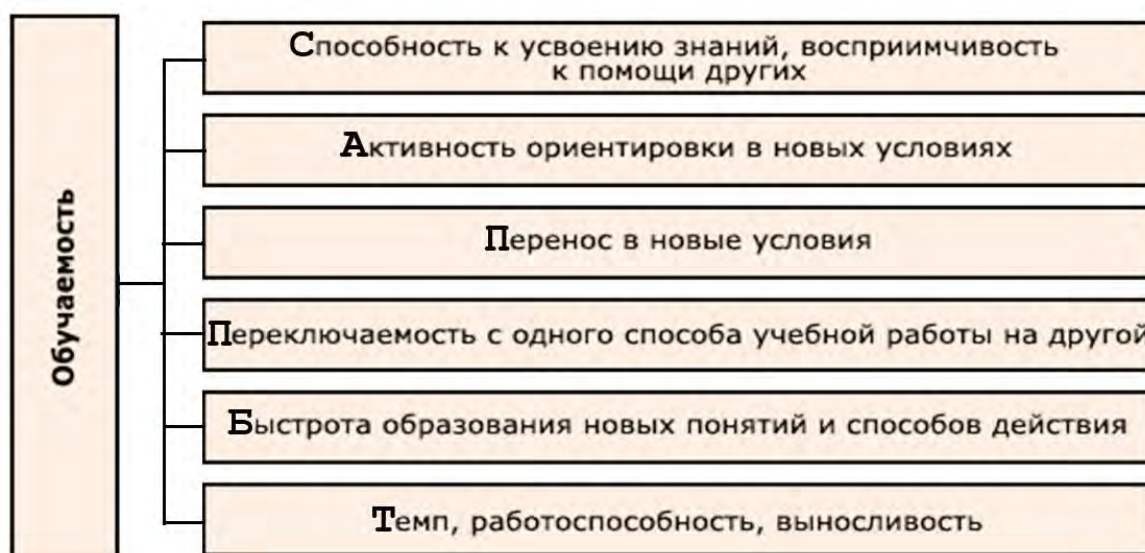 Обучаемость
Способность к усвоению знаний, восприимчивость
к помощи других
Активность ориентировки в новых условиях
Перенос в новые условия
Переключаемость с одного способа учебной работы на другой
Быстрота образования новых понятий и способов действия
Темп, работоспособность, выносливость